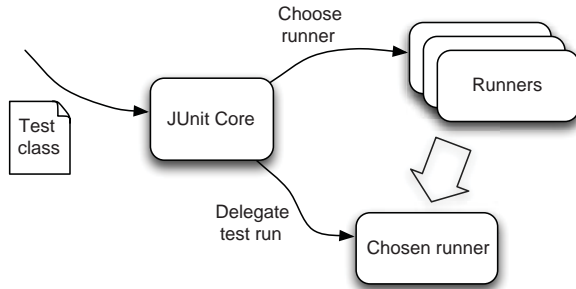 Choose
runner
Test
class
JUnit Core
Runners
Delegate
test run
Chosen runner